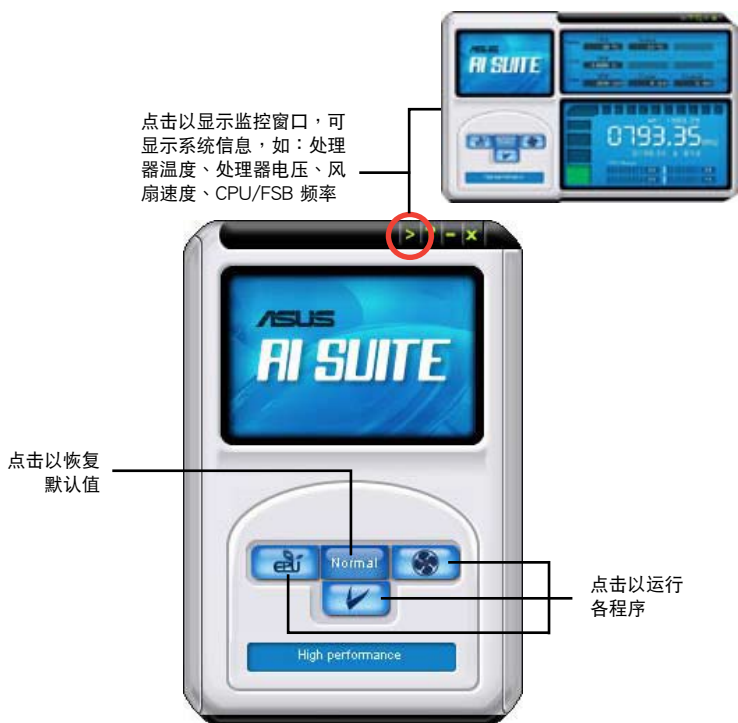 ASUS
AI SUITE
0793.35
点击以显示监控窗口，可
显示系统信息，如：处理
器温度、处理器电压、风
扇速度、CPU/FSB 频率
> ? - x
ASUS
AI SUITE
点击以恢复
默认值
EPU
Normal
点击以运行
各程序
High performance